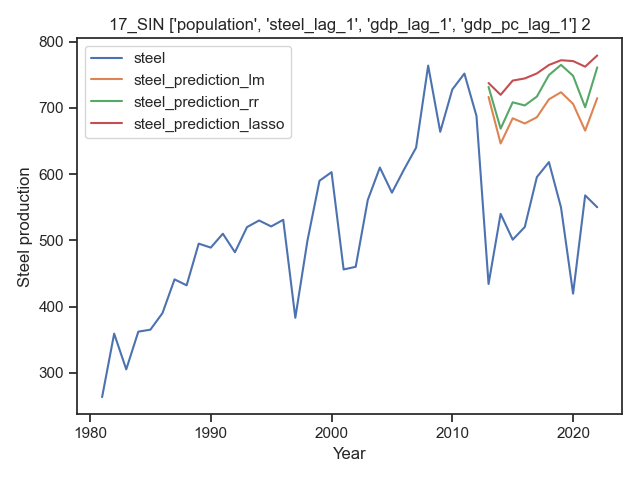 17_SIN ['population', 'steel_lag_1', 'gdp_lag_1', 'gdp_pc_lag_1'] 2
800
700
600
500
400
300
Steel production
steel
steel_prediction_lm
steel_prediction_rr
steel_prediction_lasso
1980
1990
2000
2010
2020
Year